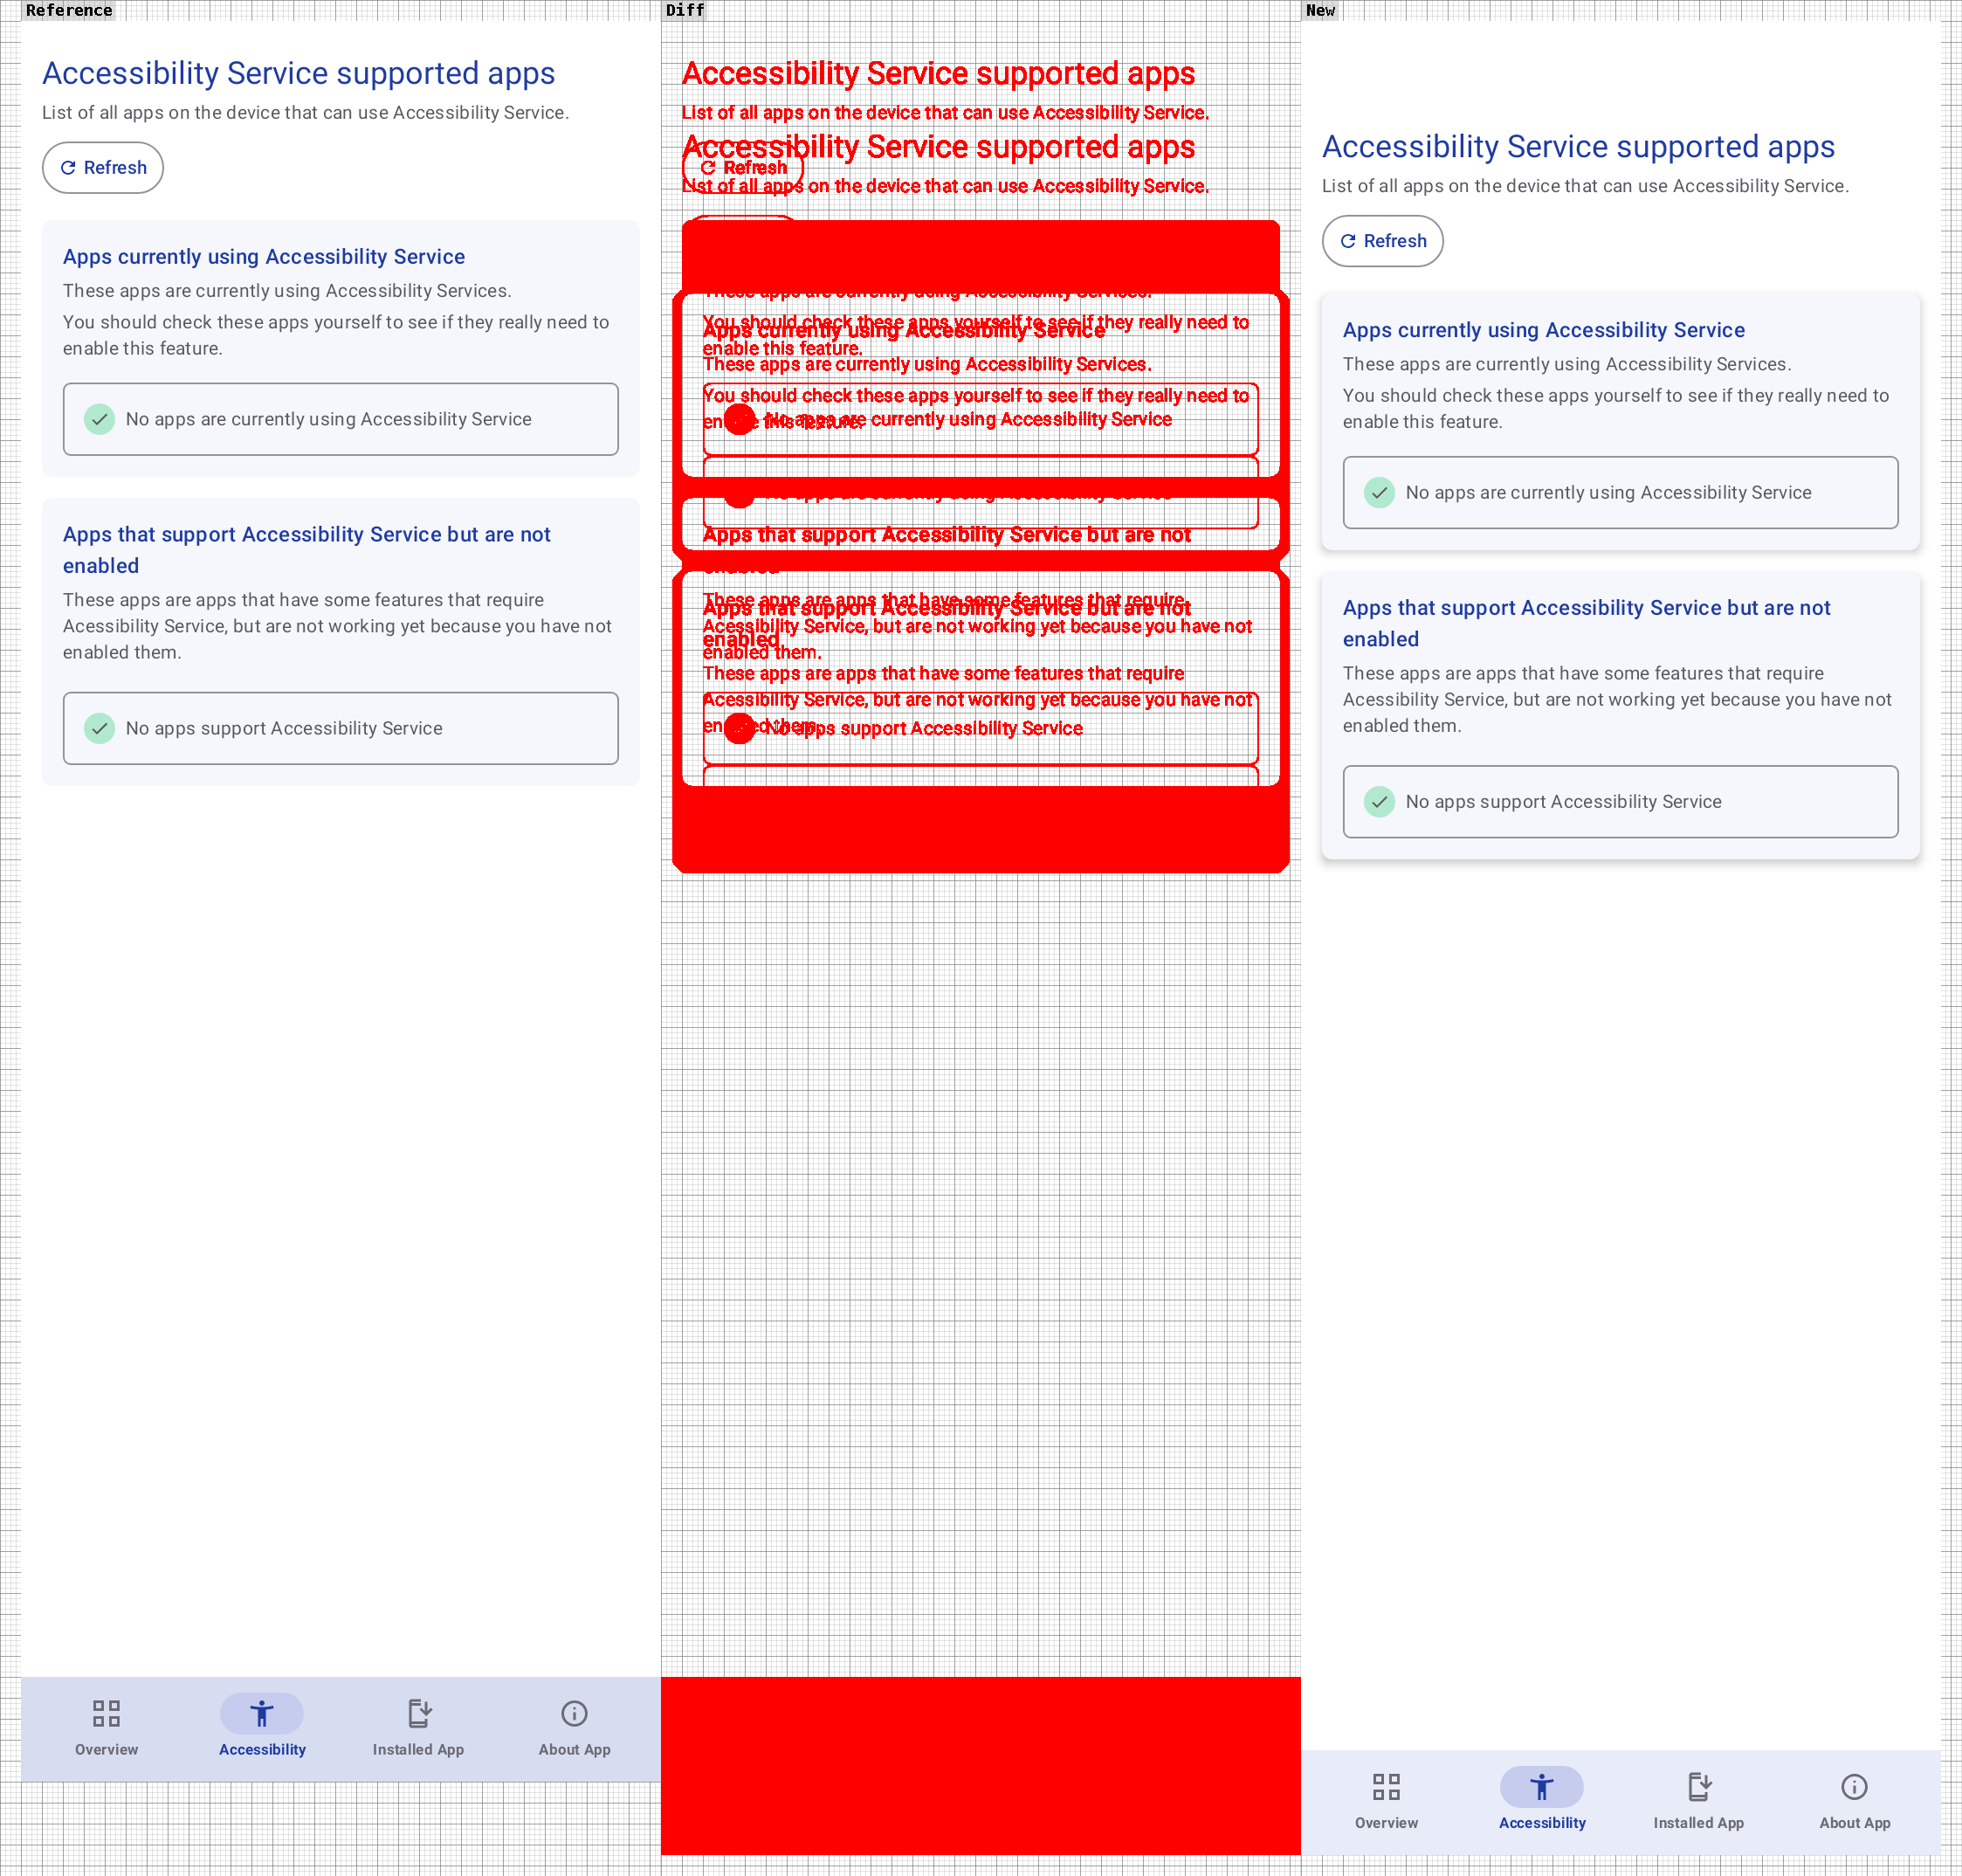 Reference
Accessibility Service supported apps
List of all apps on the device that can use Accessibility Service.
Refresh
Apps currently using Accessibility Service
These apps are currently using Accessibility Services.
You should check these apps yourself to see if they really need to
enable this feature.
No apps are currently using Accessibility Service
Apps that support Accessibility Service but are not
enabled
These apps are apps that have some features that require
Acessibility Service, but are not working yet because you have not
enabled them.
No apps support Accessibility Service
Overview
Accessibility
Installed App
About App
Diff
Accessibility Service supported apps
List of all apps on the device that can use Accessibility Service.
Accessibility Service supported apps
Refresh
List of all apps on the device that can use Accessibility Service.
These apps are currently using Accessibility Services.
You should check these apps yourself to see if they really need to
Apps currently using Accessibility Service
enable this feature.
These apps are currently using Accessibility Services.
You should check these apps yourself to see if they really need to
enable this feature.
No apps are currently using Accessibility Service
No apps are currently using Accessibility Service
Apps that support Accessibility Service but are not
enabled
These apps are apps that have some features that require
Apps that support Accessibility Service but are not
Acessibility Service, but are not working yet because you have not
enabled
enabled them.
These apps are apps that have some features that require
Acessibility Service, but are not working yet because you have not
enabled them.
No apps support Accessibility Service
New
Accessibility Service supported apps
List of all apps on the device that can use Accessibility Service.
Refresh
Apps currently using Accessibility Service
These apps are currently using Accessibility Services.
You should check these apps yourself to see if they really need to
enable this feature.
No apps are currently using Accessibility Service
Apps that support Accessibility Service but are not
enabled
These apps are apps that have some features that require
Acessibility Service, but are not working yet because you have not
enabled them.
No apps support Accessibility Service
Overview
Accessibility
Installed App
About App